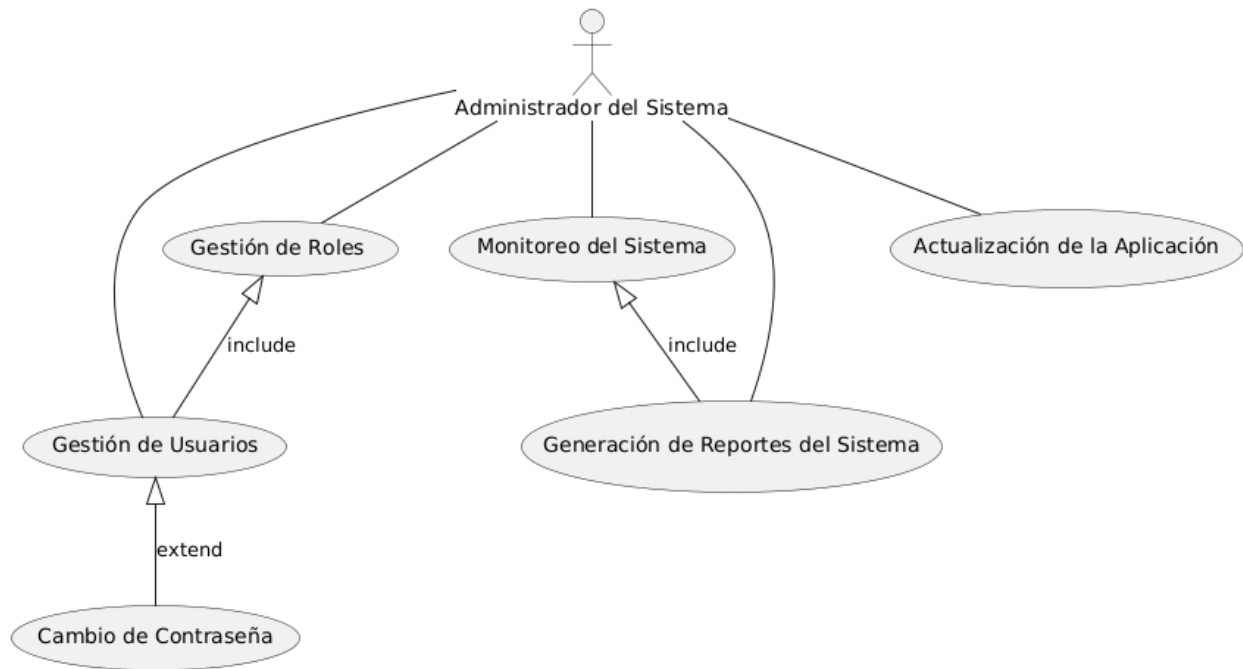 Administrador del Sistema
Gestión de Roles
Monitoreo del Sistema
Actualización de la Aplicación
include
include
Gestión de Usuarios
Generación de Reportes del Sistema
extend
Cambio de Contraseña